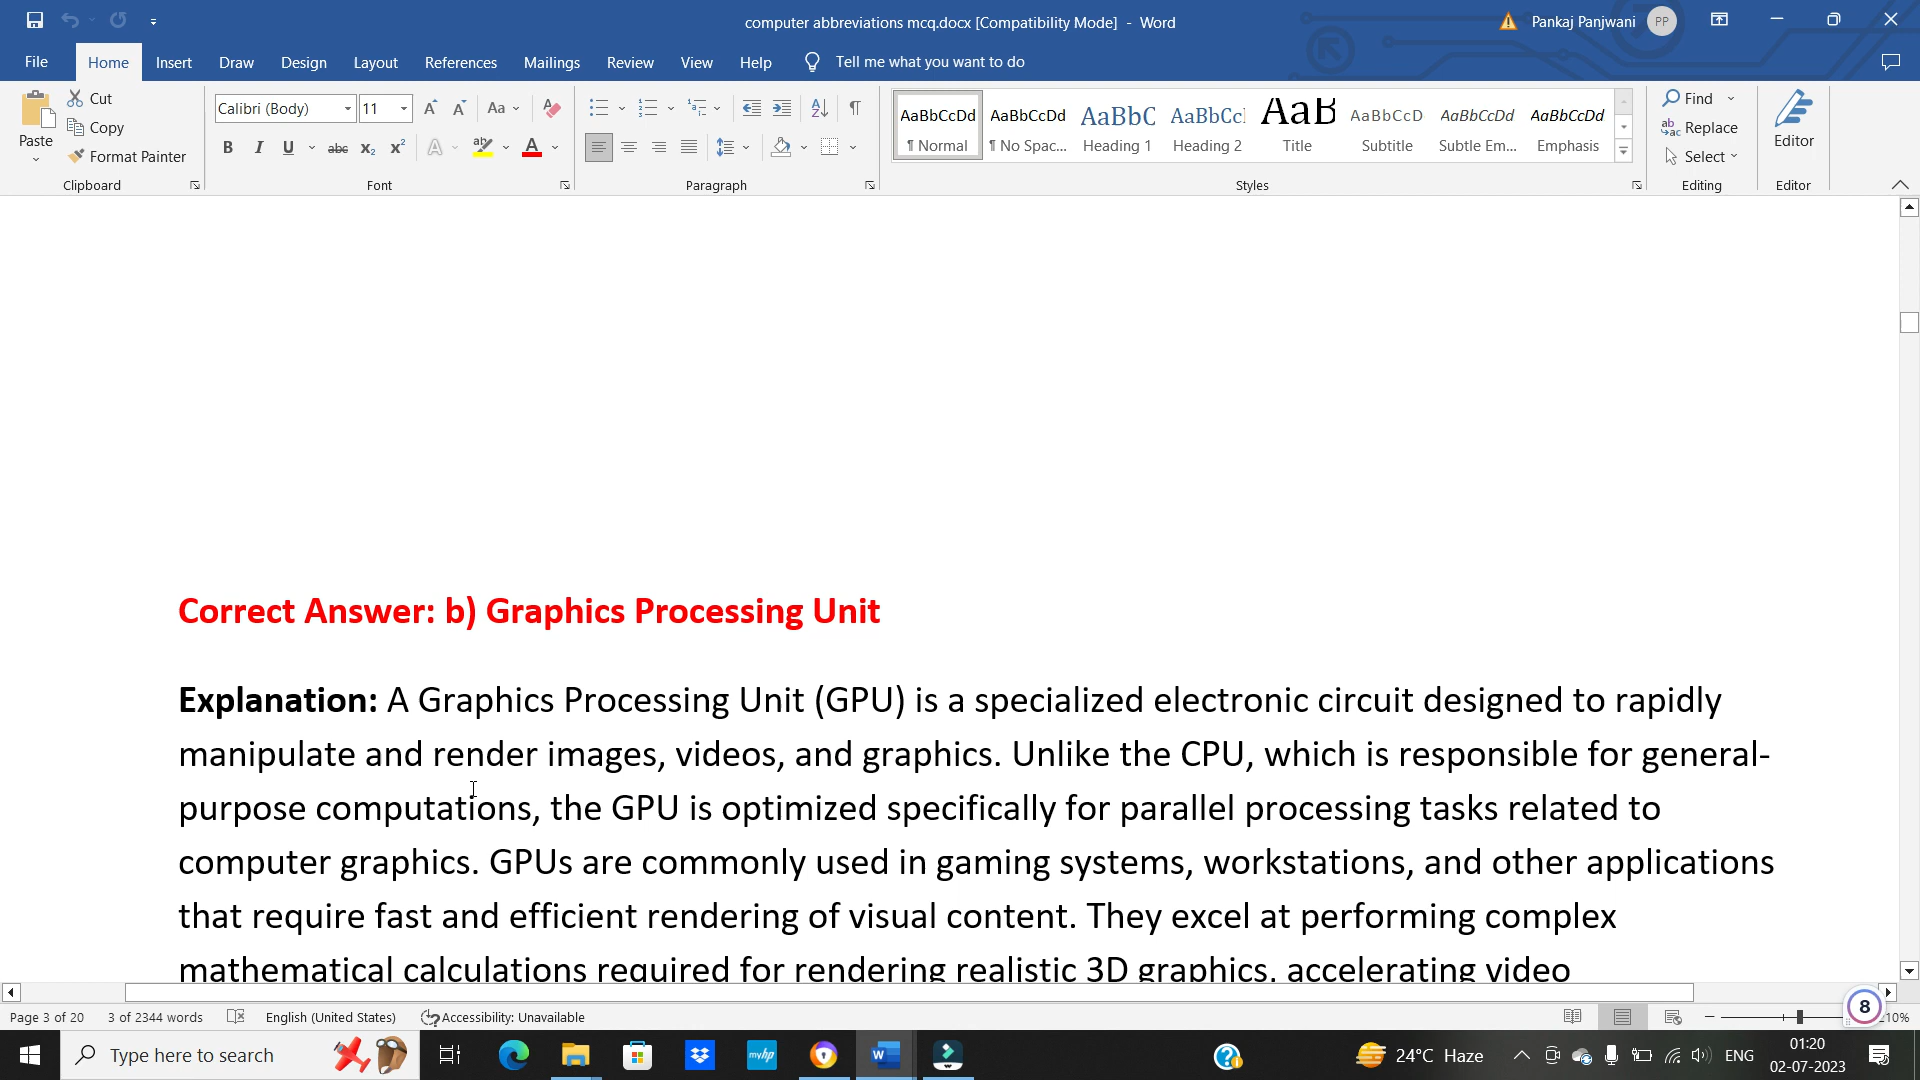 computer abbreviations mcq.docx [Compatibility Mode] - Word
Pankaj Panjwani PP
File Home Insert Draw Design Layout References Mailings Review View Help Tell me what you want to do
Paste
Cut
Copy
Format Painter
Clipboard
Calibri (Body) 11
Font
Paragraph
AaBbCcDd AaBbCcDd AaBbC AaBbCc AaB AaBbCcD AaBbCcDd AaBbCcDd
¶ Normal ¶ No Spac... Heading 1 Heading 2 Title Subtitle Subtle Em... Emphasis
Styles
Find
Replace
Select
Editing
Editor
Editor
Correct Answer: b) Graphics Processing Unit
Explanation: A Graphics Processing Unit (GPU) is a specialized electronic circuit designed to rapidly
manipulate and render images, videos, and graphics. Unlike the CPU, which is responsible for general-
purpose computations, the GPU is optimized specifically for parallel processing tasks related to
computer graphics. GPUs are commonly used in gaming systems, workstations, and other applications
that require fast and efficient rendering of visual content. They excel at performing complex
mathematical calculations required for rendering realistic 3D graphics, accelerating video
Page 3 of 20 3 of 2344 words English (United States) Accessibility: Unavailable
8
Type here to search
myhp
W
24°C Haze
ENG
01:20
02-07-2023